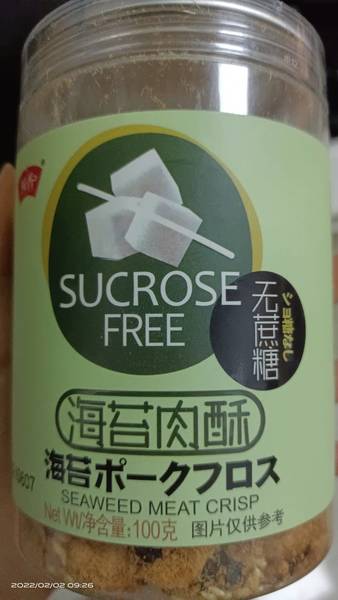 SUCROSE
FREE
无蔗糖
ショ糖なし
海苔肉酥
海苔ポークフロス
SEAWEED MEAT CRISP
Net Wt/净含量:100克
图片仅供参考
2022/02/02 09:26